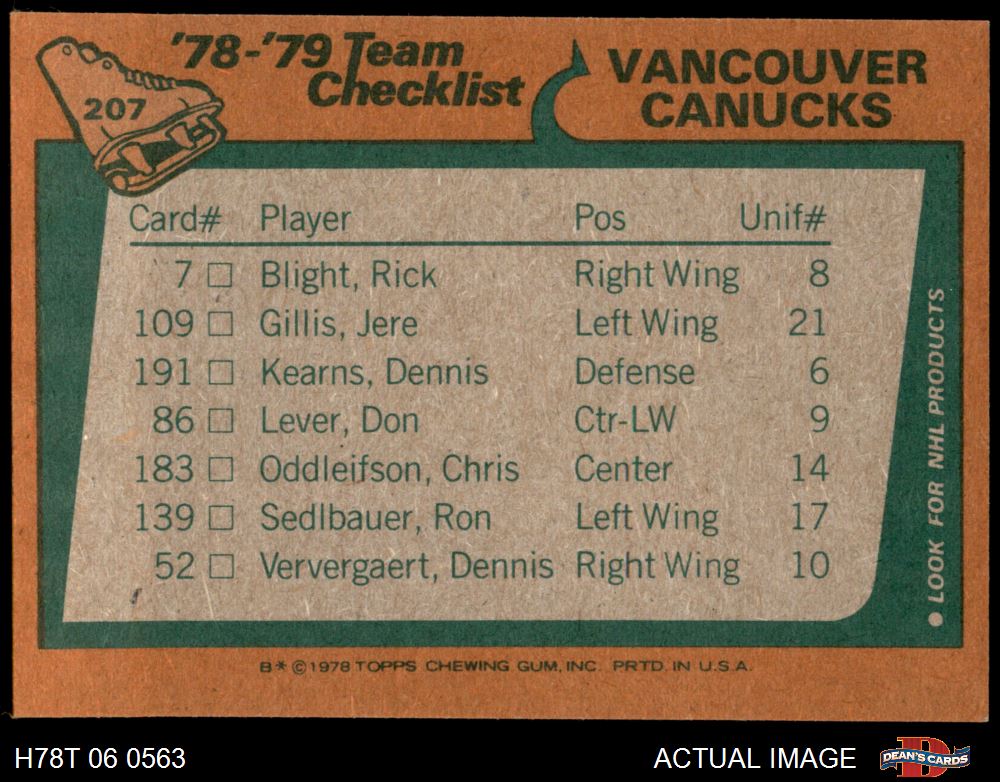 207
'78-'79 Team
Checklist
VANCOUVER
CANUCKS
Card# Player Pos Unif#
7 □ Blight, Rick Right Wing 8
109 □ Gillis, Jere Left Wing 21
191 □ Kearns, Dennis Defense 6
86 □ Lever, Don Ctr-LW 9
183 □ Oddleifson, Chris Center 14
139 □ Sedlbauer, Ron Left Wing 17
52 □ Ververgaert, Dennis Right Wing 10
● LOOK FOR NHL PRODUCTS
B* © 1978 TOPPS CHEWING GUM, INC. PRTD. IN U.S.A.
H78T 06 0563
ACTUAL IMAGE
D
DEAN'S CARDS